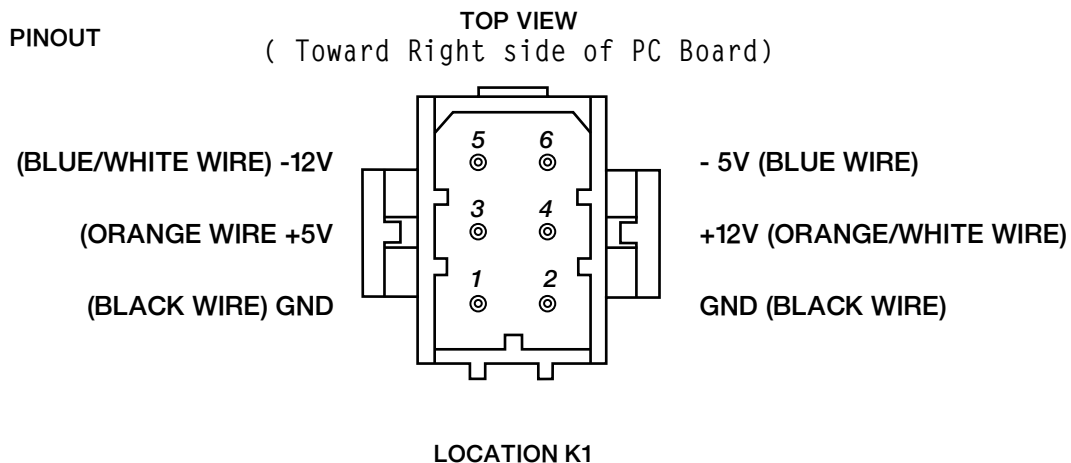 PINOUT
TOP VIEW
( Toward Right side of PC Board)
5 6
(BLUE/WHITE WIRE) -12V
- 5V (BLUE WIRE)
3 4
(ORANGE WIRE +5V
+12V (ORANGE/WHITE WIRE)
1 2
(BLACK WIRE) GND
GND (BLACK WIRE)
LOCATION K1